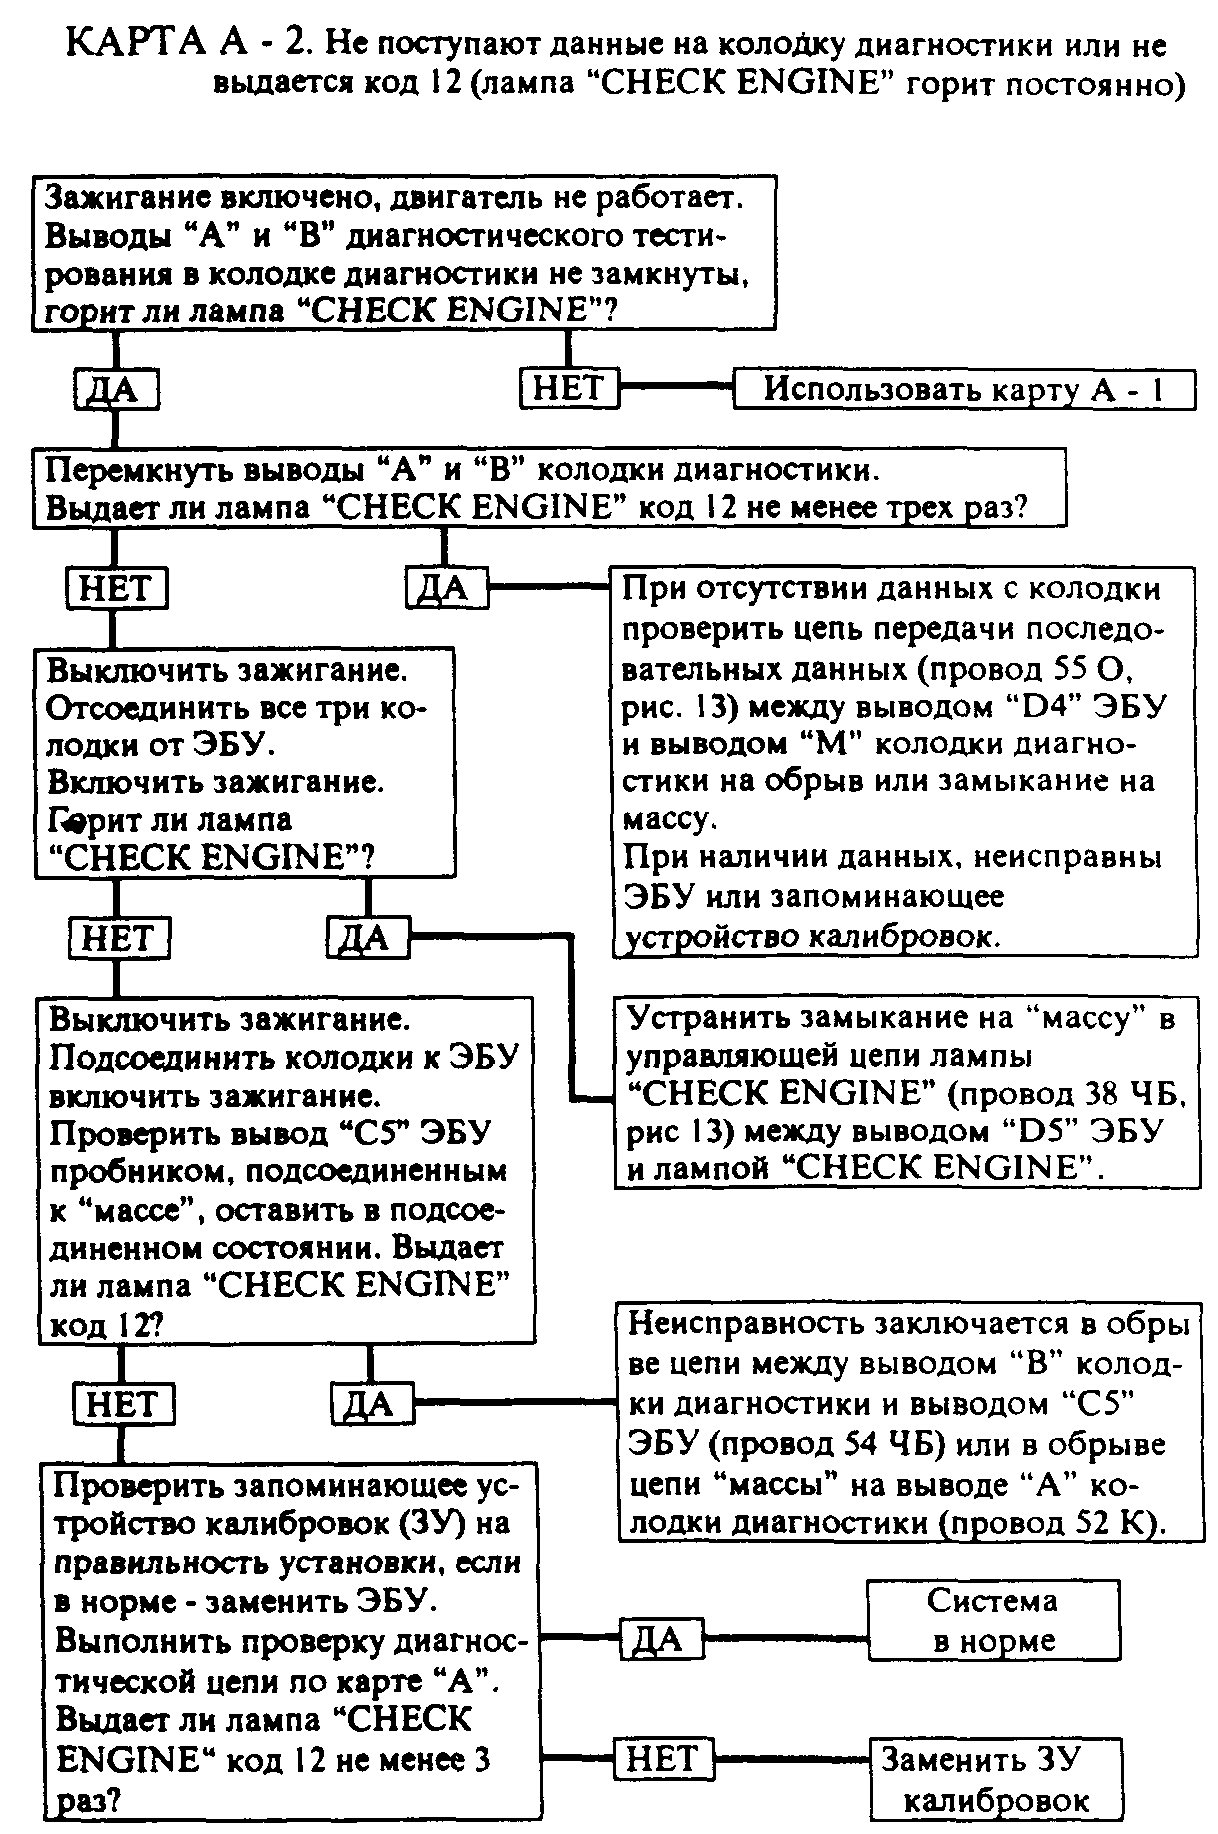 КАРТА А - 2. Не поступают данные на колодку диагностики или не
выдается код 12 (лампа “CHECK ENGINE” горит постоянно)
Зажигание включено, двигатель не работает.
Выводы “А” и “В” диагностического тести-
рования в колодке диагностики не замкнуты,
горит ли лампа “CHECK ENGINE”?
ДА
НЕТ
Использовать карту А - 1
Перемкнуть выводы “А” и “В” колодки диагностики.
Выдает ли лампа “CHECK ENGINE” код 12 не менее трех раз?
НЕТ
ДА
При отсутствии данных с колодки
проверить цепь передачи последо-
вательных данных (провод 55 О,
рис. 13) между выводом “D4” ЭБУ
и выводом “М” колодки диагно-
стики на обрыв или замыкание на
массу.
При наличии данных, неисправны
ЭБУ или запоминающее
устройство калибровок.
Выключить зажигание.
Отсоединить все три ко-
лодки от ЭБУ.
Включить зажигание.
Горит ли лампа
“CHECK ENGINE”?
НЕТ
ДА
Устранить замыкание на “массу” в
управляющей цепи лампы
“CHECK ENGINE” (провод 38 ЧБ,
рис 13) между выводом “D5” ЭБУ
и лампой “CHECK ENGINE”.
Выключить зажигание.
Подсоединить колодки к ЭБУ
включить зажигание.
Проверить вывод “С5” ЭБУ
пробником, подсоединенным
к “массе”, оставить в подсое-
диненном состоянии. Выдает
ли лампа “CHECK ENGINE”
код 12?
НЕТ
ДА
Неисправность заключается в обры
ве цепи между выводом “В” колод-
ки диагностики и выводом “С5”
ЭБУ (провод 54 ЧБ) или в обрыве
цепи “массы” на выводе “А” ко-
лодки диагностики (провод 52 К).
Проверить запоминающее ус-
тройство калибровок (ЗУ) на
правильность установки, если
в норме - заменить ЭБУ.
Выполнить проверку диагнос-
тической цепи по карте “А”.
Выдает ли лампа “CHECK
ENGINE“ код 12 не менее 3
раз?
ДА
Система
в норме
НЕТ
Заменить ЗУ
калибровок